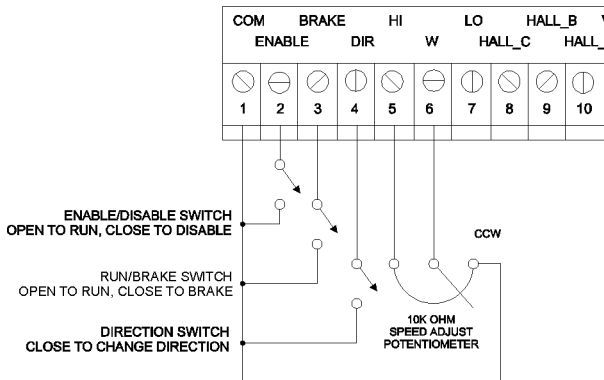 COM BRAKE HI LO HALL_B
ENABLE DIR W HALL_C HALL_
1 2 3 4 5 6 7 8 9 10
ENABLE/DISABLE SWITCH
OPEN TO RUN, CLOSE TO DISABLE
CCW
RUN/BRAKE SWITCH
OPEN TO RUN, CLOSE TO BRAKE
10K OHM
SPEED ADJUST
POTENTIOMETER
DIRECTION SWITCH
CLOSE TO CHANGE DIRECTION